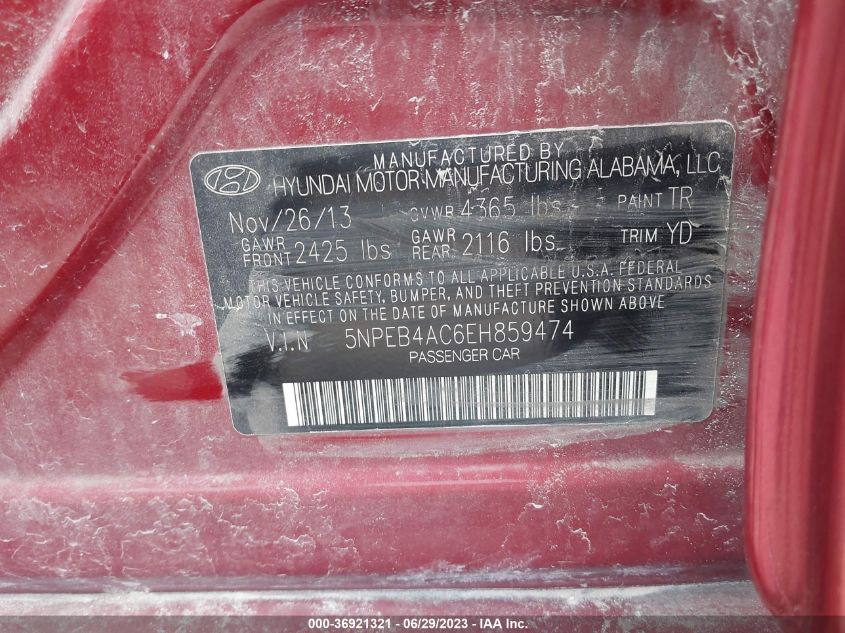 MANUFACTURED BY
HYUNDAI MOTOR MANUFACTURING ALABAMA, LLC
Nov/26/13 GVWR 4365 lbs PAINT TR
GAWR FRONT 2425 lbs GAWR REAR 2116 lbs TRIM YD
THIS VEHICLE CONFORMS TO ALL APPLICABLE U.S.A. FEDERAL
MOTOR VEHICLE SAFETY, BUMPER, AND THEFT PREVENTION STANDARDS
IN EFFECT ON THE DATE OF MANUFACTURE SHOWN ABOVE.
V.I.N 5NPEB4AC6EH859474
PASSENGER CAR
000-36921321 - 06/29/2023 - IAA Inc.